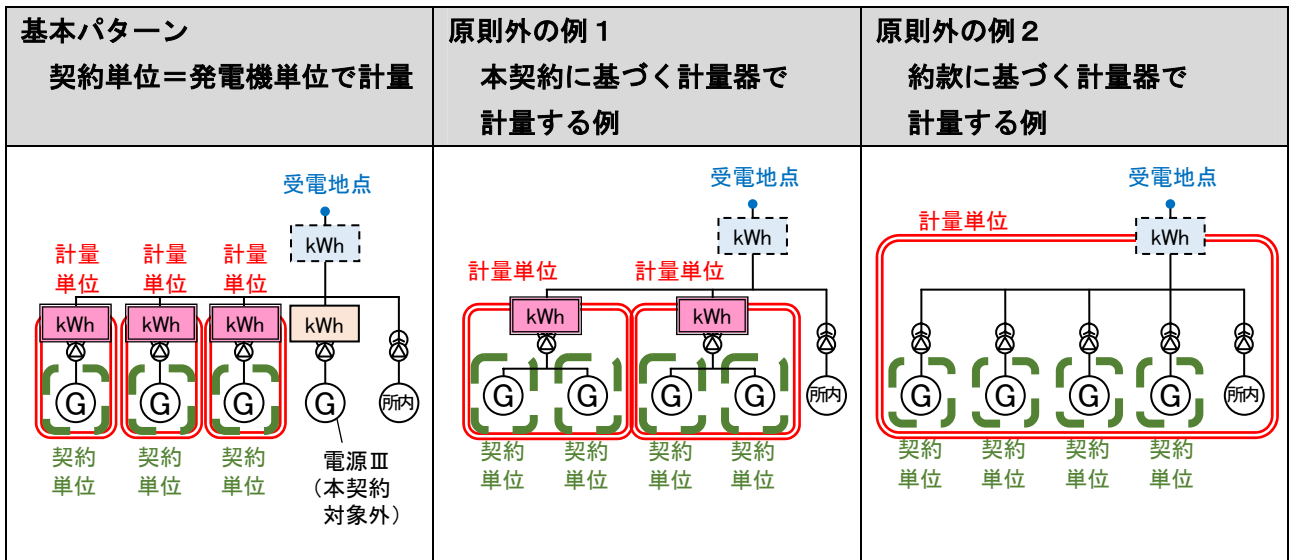 基本パターン
契約単位＝発電機単位で計量
原則外の例１
本契約に基づく計量器で
計量する例
原則外の例２
約款に基づく計量器で
計量する例
受電地点
kWh
計量
単位
計量
単位
計量
単位
kWh
kWh
kWh
kWh
G
G
G
G
所内
契約
単位
契約
単位
契約
単位
電源Ⅲ
（本契約
対象外）
受電地点
kWh
計量単位
計量単位
kWh
kWh
G
G
G
G
所内
契約
単位
契約
単位
契約
単位
契約
単位
受電地点
計量単位
kWh
G
G
G
G
所内
契約
単位
契約
単位
契約
単位
契約
単位